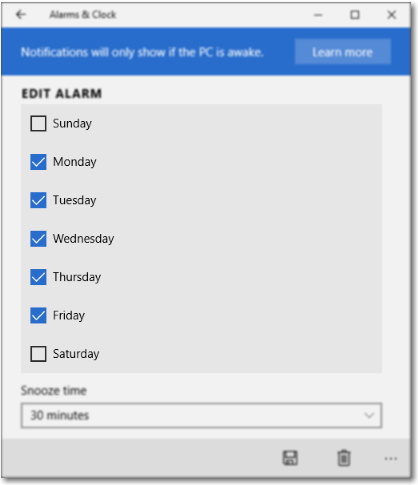 Alarms & Clock
Notifications will only show if the PC is awake.
Learn more
EDIT ALARM
Sunday
Monday
Tuesday
Wednesday
Thursday
Friday
Saturday
Snooze time
30 minutes